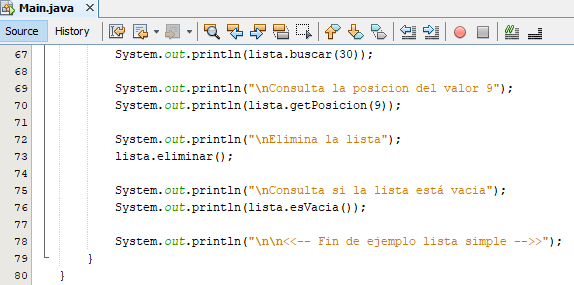 Main.java
Source History
67 System.out.println(lista.buscar(30));
68
69 System.out.println("\nConsulta la posicion del valor 9");
70 System.out.println(lista.getPosicion(9));
71
72 System.out.println("\nElimina la lista");
73 lista.eliminar();
74
75 System.out.println("\nConsulta si la lista está vacia");
76 System.out.println(lista.esVacia());
77
78 System.out.println("\n\n<<-- Fin de ejemplo lista simple -->>");
79 }
80 }